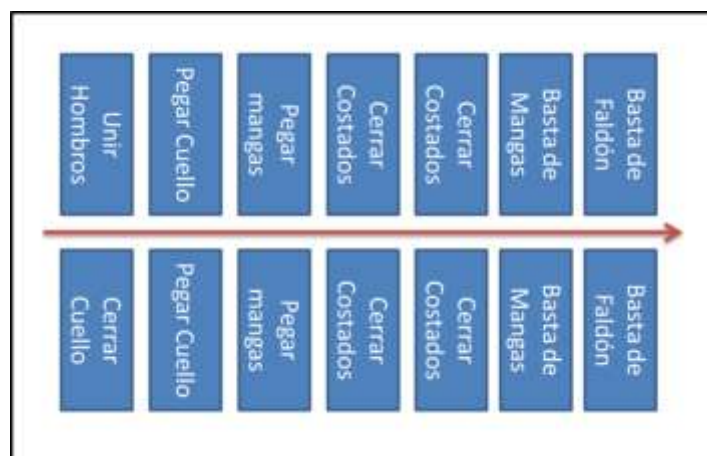 Unir
Hombros
Pegar Cuello
Pegar
mangas
Cerrar
Costados
Cerrar
Costados
Basta de
Mangas
Basta de
Faldón
Cerrar
Cuello
Pegar Cuello
Pegar
mangas
Cerrar
Costados
Cerrar
Costados
Basta de
Mangas
Basta de
Faldón